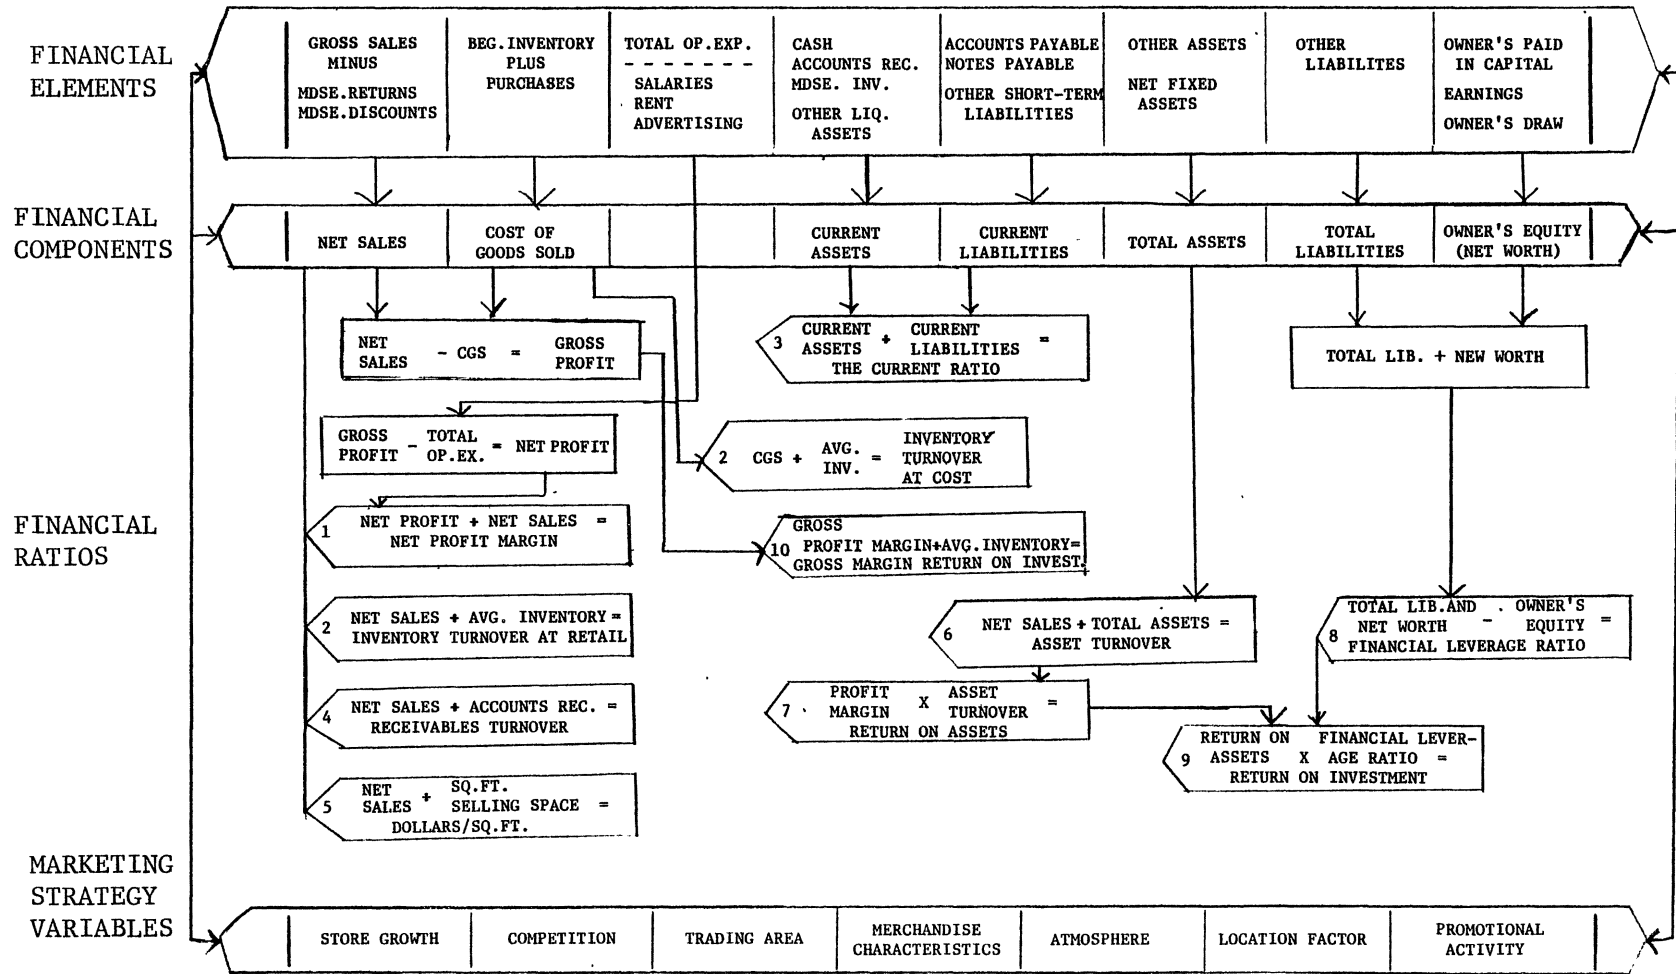 FINANCIAL
ELEMENTS
GROSS SALES
MINUS
MDSE.RETURNS
MDSE.DISCOUNTS
BEG.INVENTORY
PLUS
PURCHASES
TOTAL OP.EXP.
- - - - - - -
SALARIES
RENT
ADVERTISING
CASH
ACCOUNTS REC.
MDSE. INV.
OTHER LIQ.
ASSETS
ACCOUNTS PAYABLE
NOTES PAYABLE
OTHER SHORT-TERM
LIABILITIES
OTHER ASSETS
NET FIXED
ASSETS
OTHER
LIABILITES
OWNER'S PAID
IN CAPITAL
EARNINGS
OWNER'S DRAW
FINANCIAL
COMPONENTS
NET SALES
COST OF
GOODS SOLD
CURRENT
ASSETS
CURRENT
LIABILITIES
TOTAL ASSETS
TOTAL
LIABILITIES
OWNER'S EQUITY
(NET WORTH)
FINANCIAL
RATIOS
NET
SALES - CGS = GROSS
PROFIT
3 CURRENT
ASSETS + CURRENT
LIABILITIES =
THE CURRENT RATIO
TOTAL LIB. + NEW WORTH
GROSS
PROFIT - TOTAL
OP.EX. = NET PROFIT
2 CGS + AVG.
INV. = INVENTORY
TURNOVER
AT COST
1 NET PROFIT + NET SALES =
NET PROFIT MARGIN
10 GROSS
PROFIT MARGIN+AVG.INVENTORY=
GROSS MARGIN RETURN ON INVEST.
2 NET SALES + AVG. INVENTORY =
INVENTORY TURNOVER AT RETAIL
6 NET SALES + TOTAL ASSETS =
ASSET TURNOVER
8 TOTAL LIB.AND . OWNER'S
NET WORTH - EQUITY =
FINANCIAL LEVERAGE RATIO
4 NET SALES + ACCOUNTS REC. =
RECEIVABLES TURNOVER
7 PROFIT
MARGIN X ASSET
TURNOVER =
RETURN ON ASSETS
9 RETURN ON FINANCIAL LEVER-
ASSETS X AGE RATIO =
RETURN ON INVESTMENT
5 NET
SALES + SQ.FT.
SELLING SPACE =
DOLLARS/SQ.FT.
MARKETING
STRATEGY
VARIABLES
STORE GROWTH
COMPETITION
TRADING AREA
MERCHANDISE
CHARACTERISTICS
ATMOSPHERE
LOCATION FACTOR
PROMOTIONAL
ACTIVITY